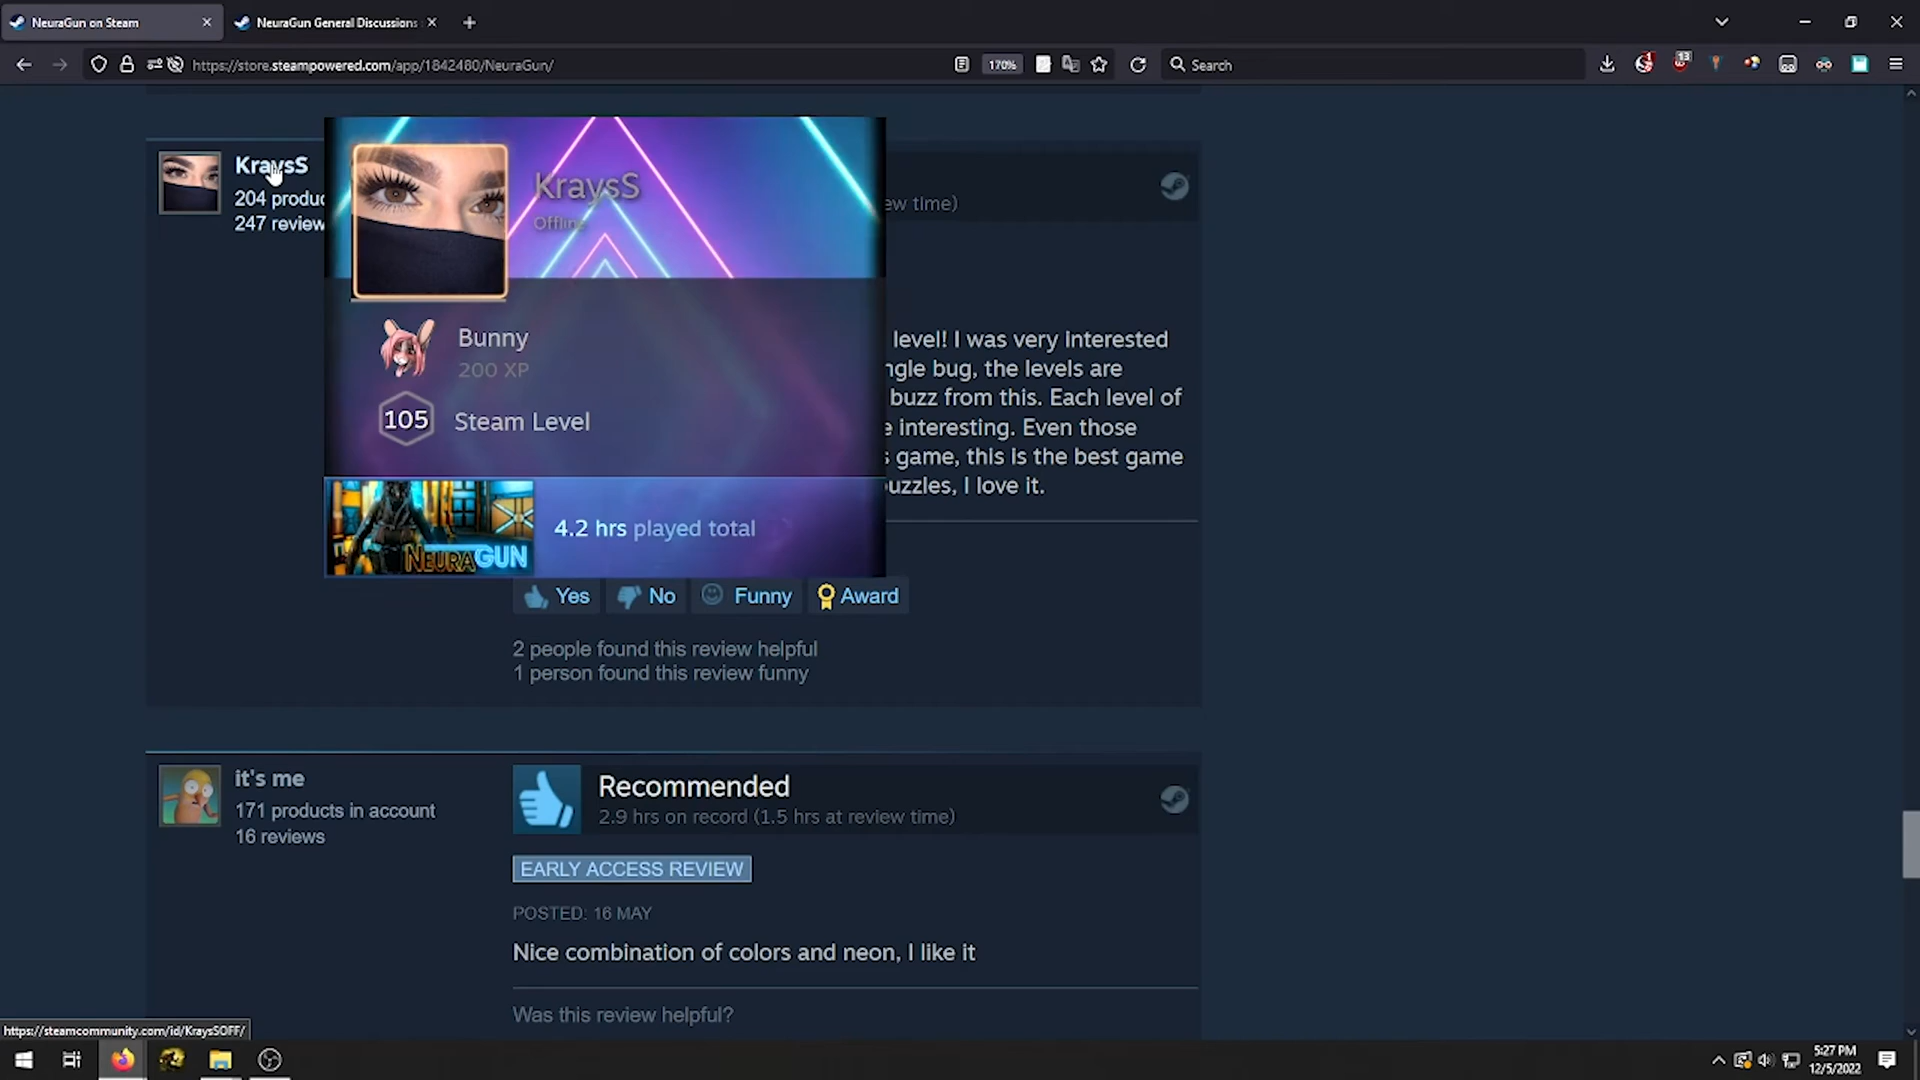 NeuraGun on Steam
NeuraGun General Discussions
https://store.steampowered.com/app/1842480/NeuraGun/
170%
Search
13
KraysS
204 produc
247 review
KraysS
Offline
ew time)
Bunny
200 XP
105 Steam Level
level! I was very interested
ngle bug, the levels are
buzz from this. Each level of
e interesting. Even those
s game, this is the best game
uzzles, I love it.
NEURAGUN
4.2 hrs played total
Yes
No
Funny
Award
2 people found this review helpful
1 person found this review funny
it's me
171 products in account
16 reviews
Recommended
2.9 hrs on record (1.5 hrs at review time)
EARLY ACCESS REVIEW
POSTED: 16 MAY
Nice combination of colors and neon, I like it
Was this review helpful?
https://steamcommunity.com/id/KraysSOFF/
5:27 PM
12/5/2022